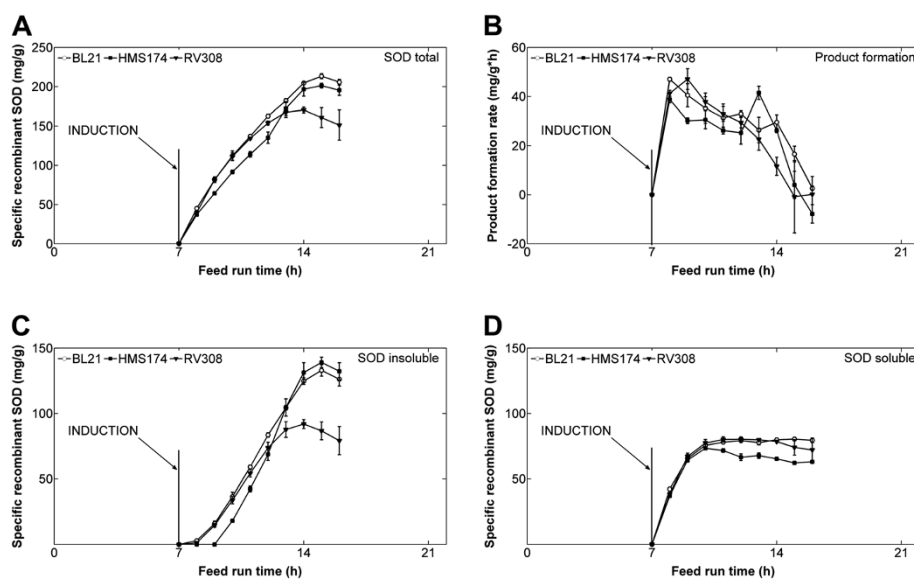 A
BL21 HMS174 RV308 SOD total
Specific recombinant SOD (mg/g)
250
200
150
100
50
0
INDUCTION
0 7 14 21
Feed run time (h)
B
BL21 HMS174 RV308 Product formation
Product formation rate (mg/g*h)
60
40
20
0
-20
INDUCTION
0 7 14 21
Feed run time (h)
C
BL21 HMS174 RV308 SOD insoluble
Specific recombinant SOD (mg/g)
150
100
50
INDUCTION
0 7 14 21
Feed run time (h)
D
BL21 HMS174 RV308 SOD soluble
Specific recombinant SOD (mg/g)
150
100
50
INDUCTION
0 7 14 21
Feed run time (h)